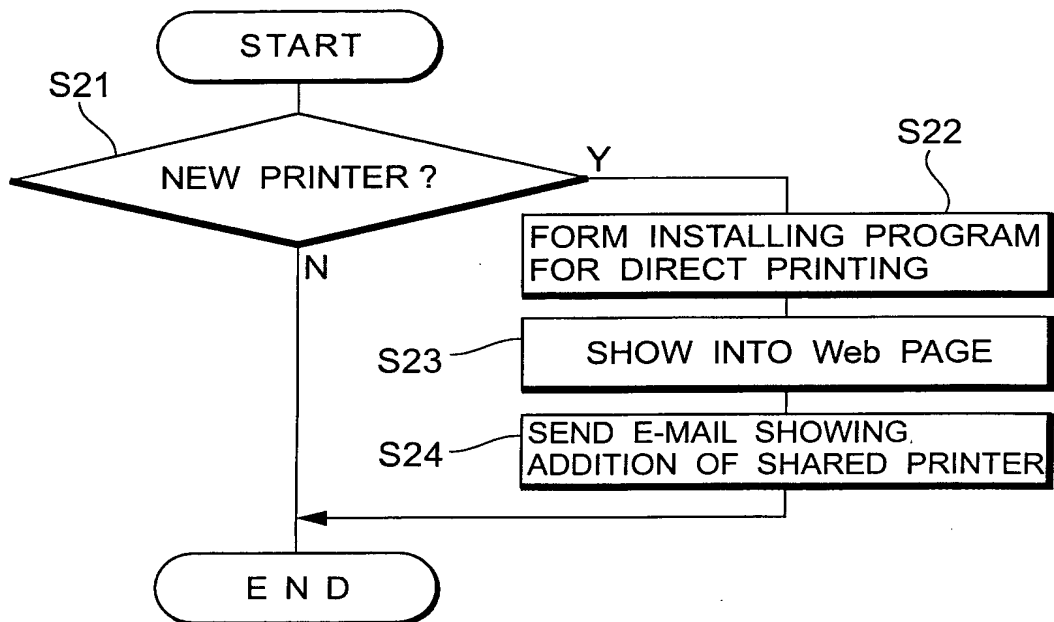 START
S21
NEW PRINTER ?
Y
N
S22
FORM INSTALLING PROGRAM
FOR DIRECT PRINTING
S23
SHOW INTO Web PAGE
S24
SEND E-MAIL SHOWING
ADDITION OF SHARED PRINTER
END